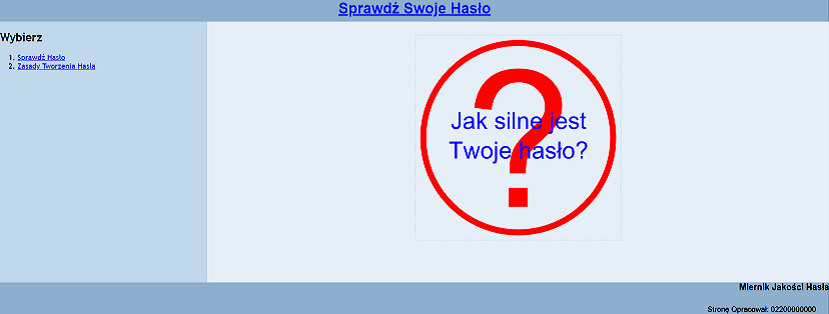 Sprawdź Swoje Hasło
Wybierz
1. Sprawdź Hasło
2. Zasady Tworzenia Hasla
Jak silne jest
Twoje hasło?
Miernik Jakości Hasła
Stronę Opracował: 02200000000